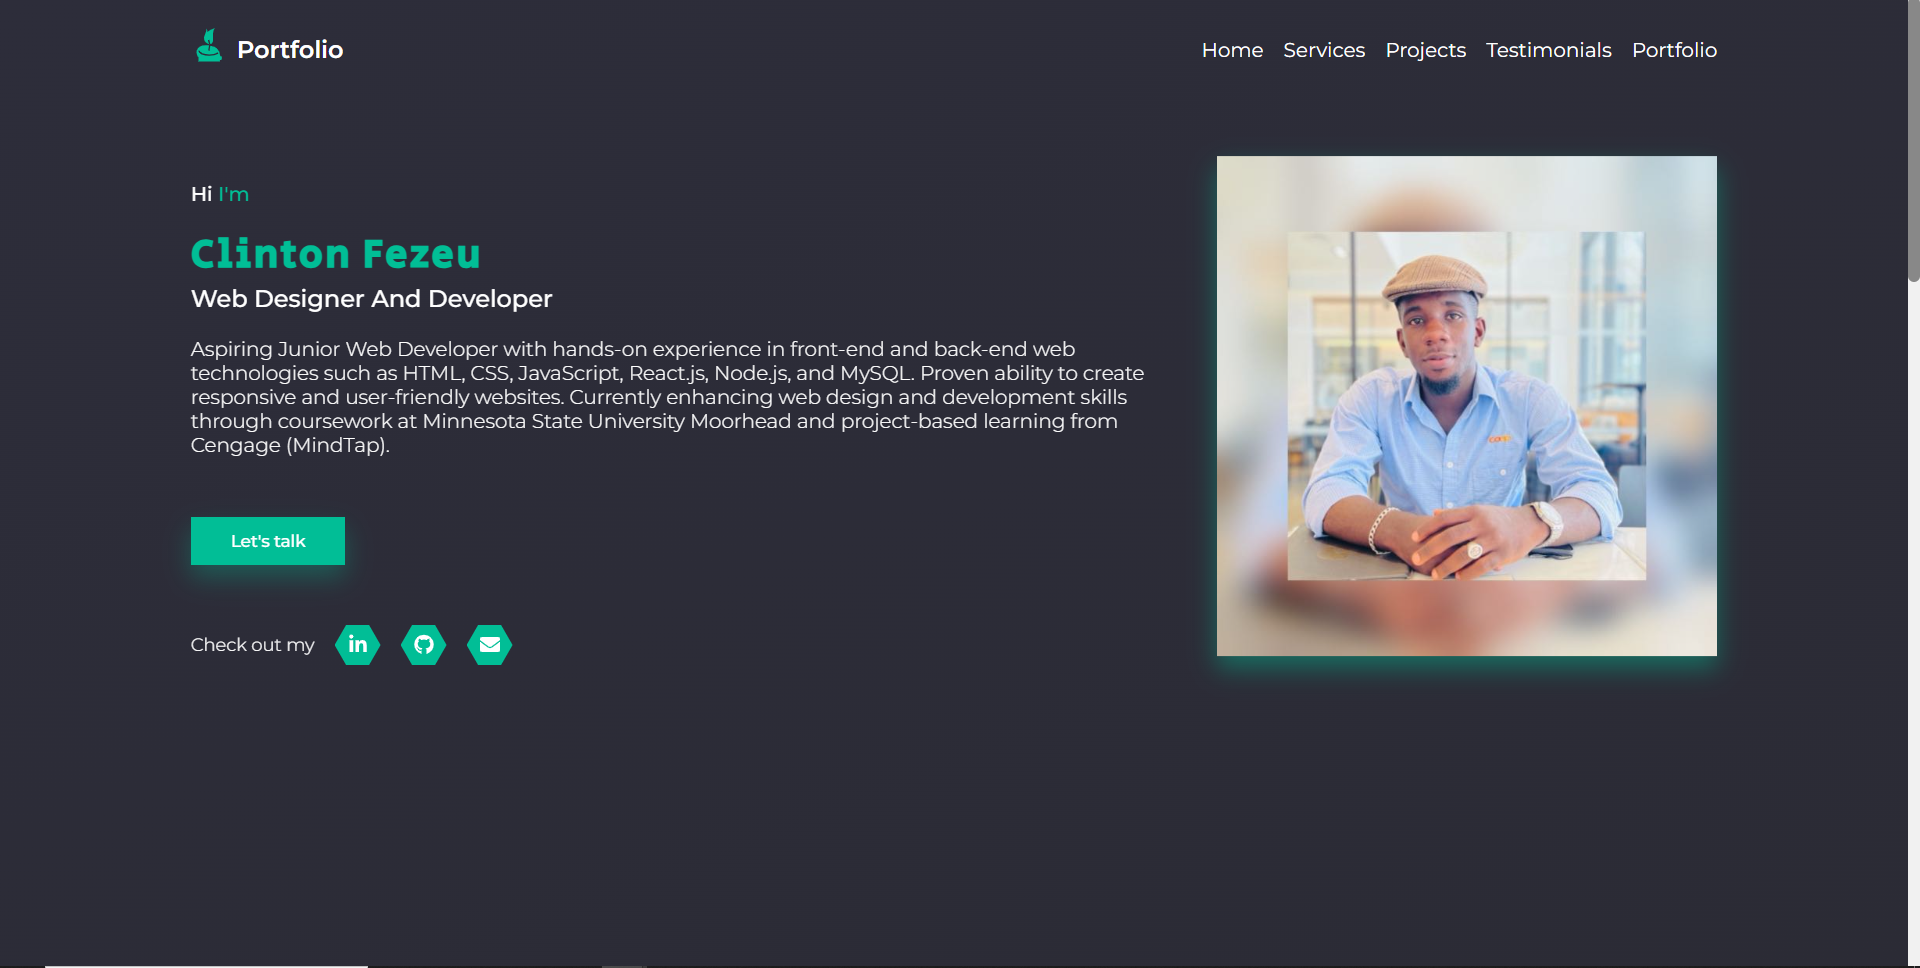 Portfolio
Home Services Projects Testimonials Portfolio
Hi I'm
Clinton Fezeu
Web Designer And Developer
Aspiring Junior Web Developer with hands-on experience in front-end and back-end web
technologies such as HTML, CSS, JavaScript, React.js, Node.js, and MySQL. Proven ability to create
responsive and user-friendly websites. Currently enhancing web design and development skills
through coursework at Minnesota State University Moorhead and project-based learning from
Cengage (MindTap).
Let's talk
Check out my
in